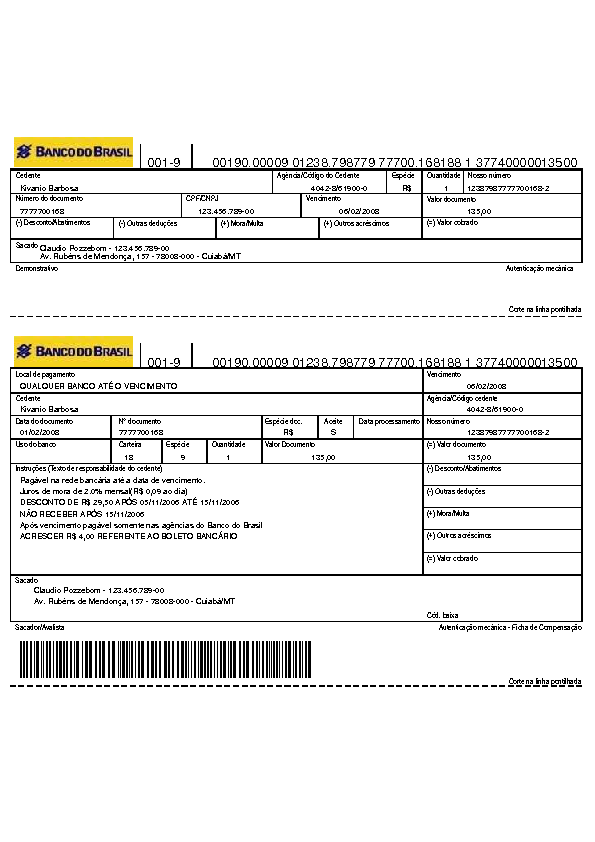 BANCO DO BRASIL 001-9 00190.00009 01238.798779 77700.168188 1 37740000013500
Cedente Agência/Código do Cedente Espécie Quantidade Nosso número
Kivanio Barbosa 4042-8/61900-0 R$ 1 12387987777700168-2
Número do documento CPF/CNPJ Vencimento Valor documento
7777700168 123.456.789-00 06/02/2008 135,00
(-) Desconto/Abatimentos (-) Outras deduções (+) Mora/Multa (+) Outros acréscimos (=) Valor cobrado
Sacado Claudio Pozzebom - 123.456.789-00
Av. Rubéns de Mendonça, 157 - 78008-000 - Cuiabá/MT
Demonstrativo Autenticação mecânica
Corte na linha pontilhada
BANCO DO BRASIL 001-9 00190.00009 01238.798779 77700.168188 1 37740000013500
Local de pagamento Vencimento
QUALQUER BANCO ATÉ O VENCIMENTO 06/02/2008
Cedente Agência/Código cedente
Kivanio Barbosa 4042-8/61900-0
Data do documento Nº documento Espécie doc. Aceite Data processamento Nosso número
01/02/2008 7777700168 R$ S 12387987777700168-2
Uso do banco Carteira Espécie Quantidade Valor Documento (=) Valor documento
18 9 1 135,00 135,00
Instruções (Texto de responsabilidade do cedente) (-) Desconto/Abatimentos
Pagável na rede bancária até a data de vencimento.
Juros de mora de 2.0% mensal(R$ 0,09 ao dia) (-) Outras deduções
DESCONTO DE R$ 29,50 APÓS 05/11/2006 ATÉ 15/11/2006
NÃO RECEBER APÓS 15/11/2006 (+) Mora/Multa
Após vencimento pagável somente nas agências do Banco do Brasil
ACRESCER R$ 4,00 REFERENTE AO BOLETO BANCÁRIO (+) Outros acréscimos
(=) Valor cobrado
Sacado
Claudio Pozzebom - 123.456.789-00
Av. Rubéns de Mendonça, 157 - 78008-000 - Cuiabá/MT
Cód. baixa
Sacador/Avalista Autenticação mecânica - Ficha de Compensação
Corte na linha pontilhada